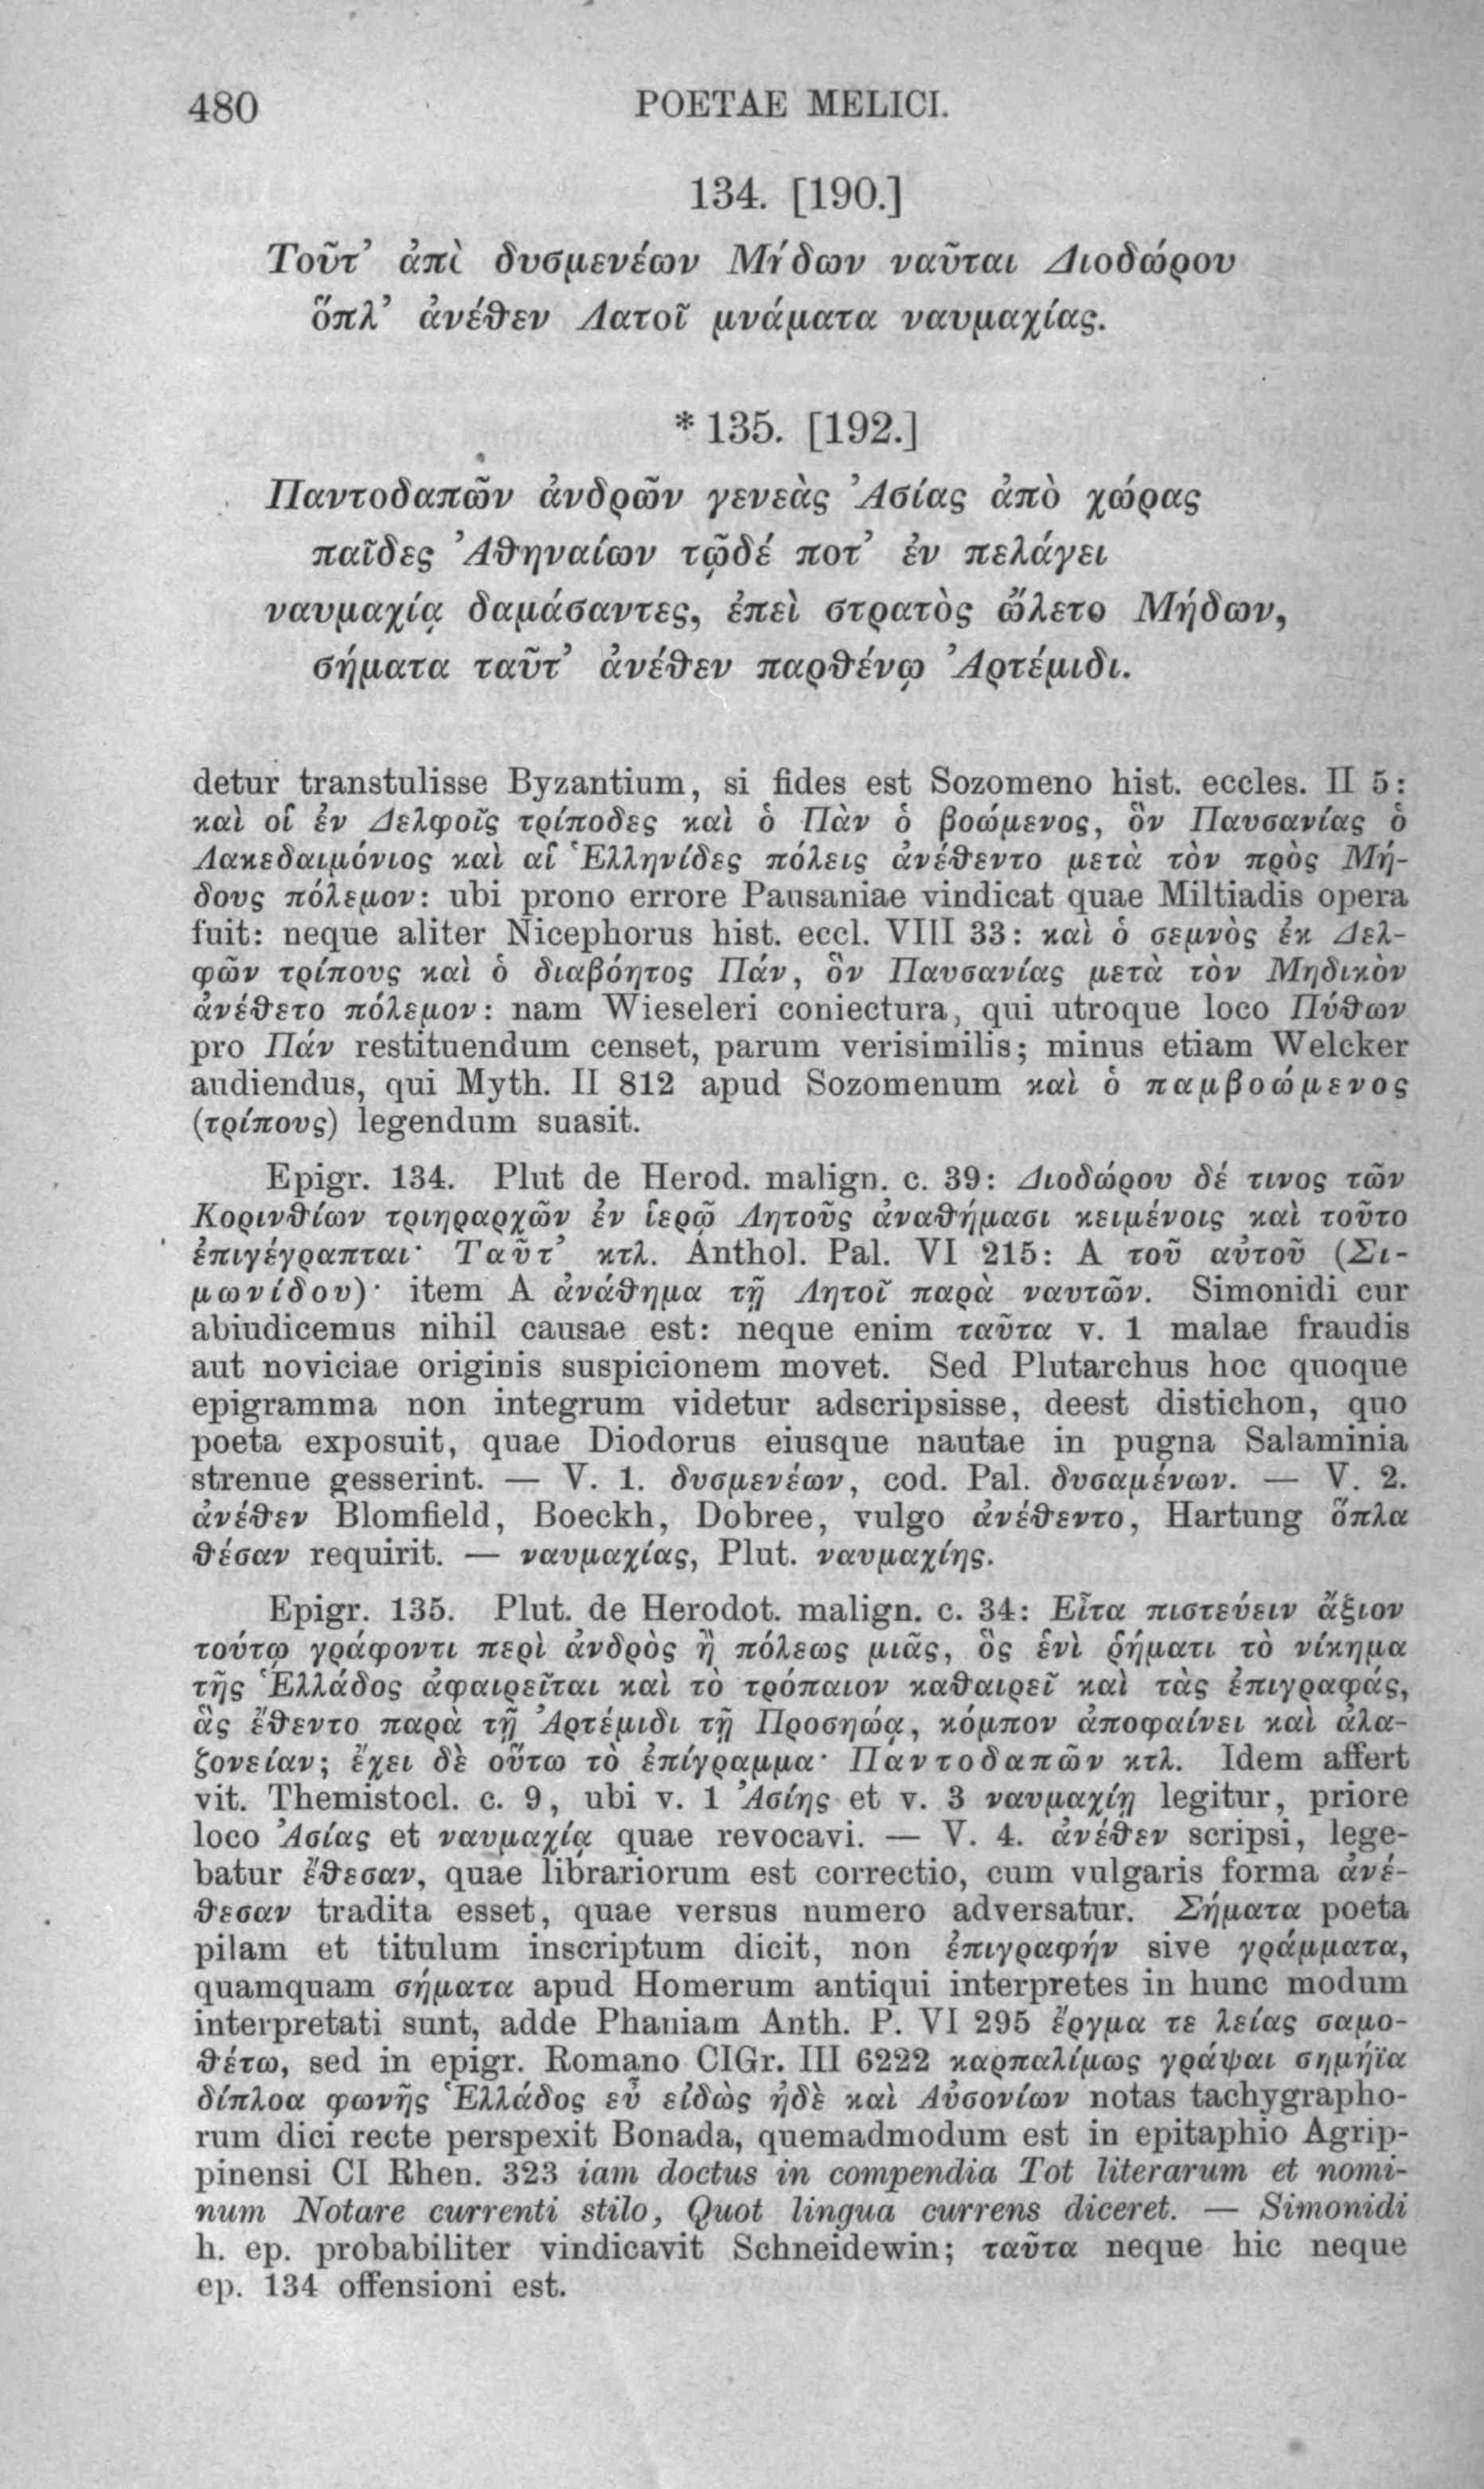 480
POETAE MELICI.
134. [190.]
Τοῦτ’ ἀπὶ δυσμενέων Μήδων ναῦται Διοδώρου
ὅπλ’ ἀνέθεν Λατοῖ μνάματα ναυμαχίας.
* 135. [192.]
Παντοδαπῶν ἀνδρῶν γενεὰς Ἀσίας ἀπὸ χώρας
παῖδες Ἀθηναίων τῷδέ ποτ’ ἐν πελάγει
ναυμαχίᾳ δαμάσαντες, ἐπεὶ στρατὸς ὤλετο Μήδων,
σήματα ταῦτ’ ἀνέθεν παρθένῳ Ἀρτέμιδι.
detur transtulisse Byzantium, si fides est Sozomeno hist. eccles. II 5:
καὶ οἱ ἐν Δελφοῖς τρίποδες καὶ ὁ Πὰν ὁ βοώμενος, ὃν Παυσανίας ὁ
Λακεδαιμόνιος καὶ αἱ Ἑλληνίδες πόλεις ἀνέθεντο μετὰ τὸν πρὸς Μή-
δους πόλεμον: ubi prono errore Pausaniae vindicat quae Miltiadis opera
fuit: neque aliter Nicephorus hist. eccl. VIII 33: καὶ ὁ σεμνὸς ἐκ Δελ-
φῶν τρίπους καὶ ὁ διαβόητος Πάν, ὃν Παυσανίας μετὰ τὸν Μηδικὸν
ἀνέθετο πόλεμον: nam Wieseleri coniectura, qui utroque loco Πύθων
pro Πάν restituendum censet, parum verisimilis; minus etiam Welcker
audiendus, qui Myth. II 812 apud Sozomenum καὶ ὁ παμβοώμενος
(τρίπους) legendum suasit.
Epigr. 134. Plut de Herod. malign. c. 39: Διοδώρου δέ τινος τῶν
Κορινθίων τριηραρχῶν ἐν ἱερῷ Λητοῦς ἀναθήμασι κειμένοις καὶ τοῦτο
ἐπιγέγραπται· Ταῦτ’ κτλ. Anthol. Pal. VI 215: A τοῦ αὐτοῦ (Σι-
μωνίδου)· item A ἀνάθημα τῇ Λητοῖ παρὰ ναυτῶν. Simonidi cur
abiudicemus nihil causae est: neque enim ταῦτα v. 1 malae fraudis
aut noviciae originis suspicionem movet. Sed Plutarchus hoc quoque
epigramma non integrum videtur adscripsisse, deest distichon, quo
poeta exposuit, quae Diodorus eiusque nautae in pugna Salaminia
strenue gesserint. — V. 1. δυσμενέων, cod. Pal. δυσαμένων. — V. 2.
ἀνέθεν Blomfield, Boeckh, Dobree, vulgo ἀνέθεντο, Hartung ὅπλα
θέσαν requirit. — ναυμαχίας, Plut. ναυμαχίης.
Epigr. 135. Plut. de Herodot. malign. c. 34: Εἶτα πιστεύειν ἄξιον
τούτῳ γράφοντι περὶ ἀνδρὸς ἢ πόλεως μιᾶς, ὃς ἑνὶ ῥήματι τὸ νίκημα
τῆς Ἑλλάδος ἀφαιρεῖται καὶ τὸ τρόπαιον καθαιρεῖ καὶ τὰς ἐπιγραφάς,
ἃς ἔθεντο παρὰ τῇ Ἀρτέμιδι τῇ Προσηῴᾳ, κόμπον ἀποφαίνει καὶ ἀλα-
ζονείαν; ἔχει δὲ οὕτω τὸ ἐπίγραμμα· Παντοδαπῶν κτλ. Idem affert
vit. Themistocl. c. 9, ubi v. 1 Ἀσίης et v. 3 ναυμαχίῃ legitur, priore
loco Ἀσίας et ναυμαχίᾳ quae revocavi. — V. 4. ἀνέθεν scripsi, lege-
batur ἔθεσαν, quae librariorum est correctio, cum vulgaris forma ἀνέ-
θεσαν tradita esset, quae versus numero adversatur. Σήματα poeta
pilam et titulum inscriptum dicit, non ἐπιγραφήν sive γράμματα,
quamquam σήματα apud Homerum antiqui interpretes in hunc modum
interpretati sunt, adde Phaniam Anth. P. VI 295 ἔργμα τε λείας σαμο-
θέτω, sed in epigr. Romano CIGr. III 6222 καρπαλίμως γράψαι σημήϊα
δίπλοα φωνῆς Ἑλλάδος εὖ εἰδὼς ἠδὲ καὶ Αὐσονίων notas tachygrapho-
rum dici recte perspexit Bonada, quemadmodum est in epitaphio Agrip-
pinensi CI Rhen. 323 iam doctus in compendia Tot literarum et nomi-
num Notare currenti stilo, Quot lingua currens diceret. — Simonidi
h. ep. probabiliter vindicavit Schneidewin; ταῦτα neque hic neque
ep. 134 offensioni est.